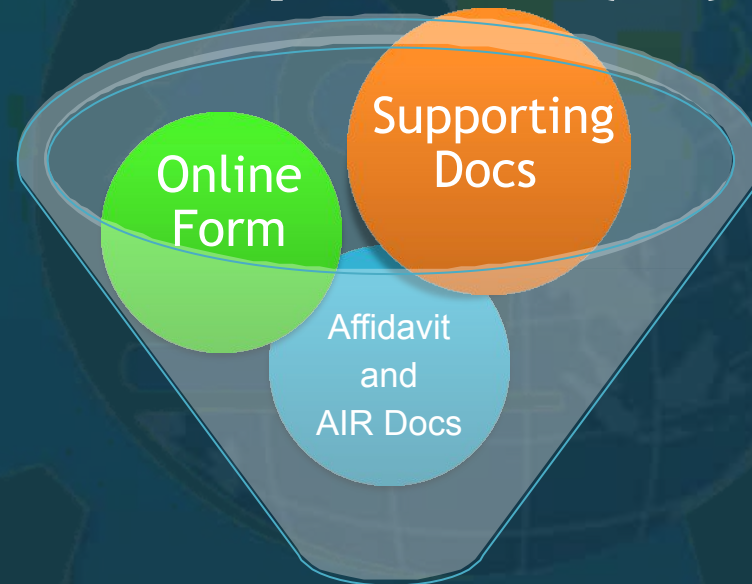 Online
Form
Supporting
Docs
Affidavit
and
AIR Docs